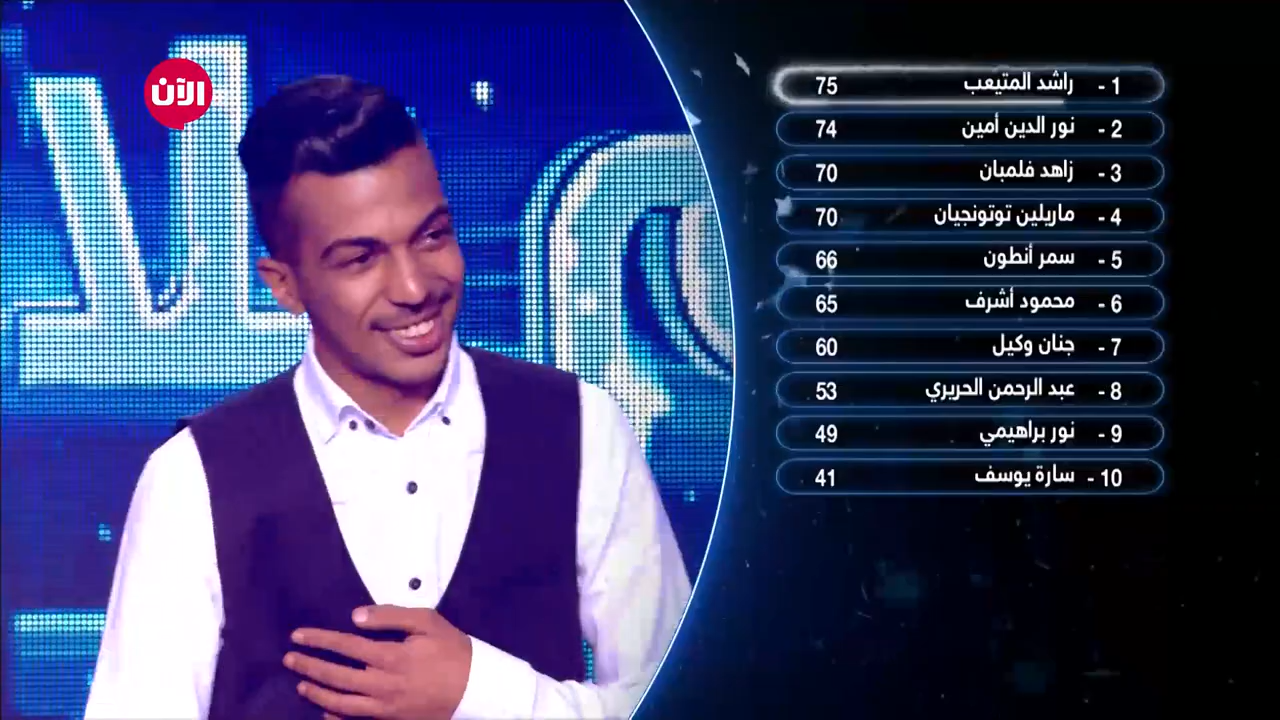 الآن
1 - راشد المتيعب 75
2 - نور الدين أمين 74
3 - زاهد فلمبان 70
4 - ماريلين توتونجيان 70
5 - سمر أنطون 66
6 - محمود أشرف 65
7 - جنان وكيل 60
8 - عبد الرحمن الحريري 53
9 - نور براهيمي 49
10 - سارة يوسف 41